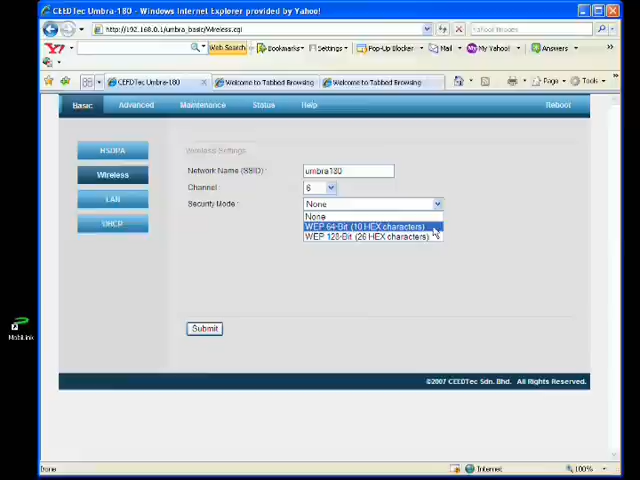 CEEDTec Umbra-180 - Windows Internet Explorer provided by Yahoo!
http://192.168.0.1/umbra_basic/Wireless.cgi
Yahoo Images
Web Search Bookmarks Settings Pop-Up Blocker Mail My Yahoo! Answers
CEEDTec Umbra-180 Welcome to Tabbed Browsing Welcome to Tabbed Browsing Page Tools
Basic Advanced Maintenance Status Help Reboot
HSDPA
Wireless
LAN
DHCP
Wireless Settings
Network Name (SSID) : umbra180
Channel : 6
Security Mode : None
None
WEP 64-Bit (10 HEX characters)
WEP 128-Bit (26 HEX characters)
Submit
MobiLink
©2007 CEEDTec Sdn. Bhd. All Rights Reserved.
Done Internet 100%